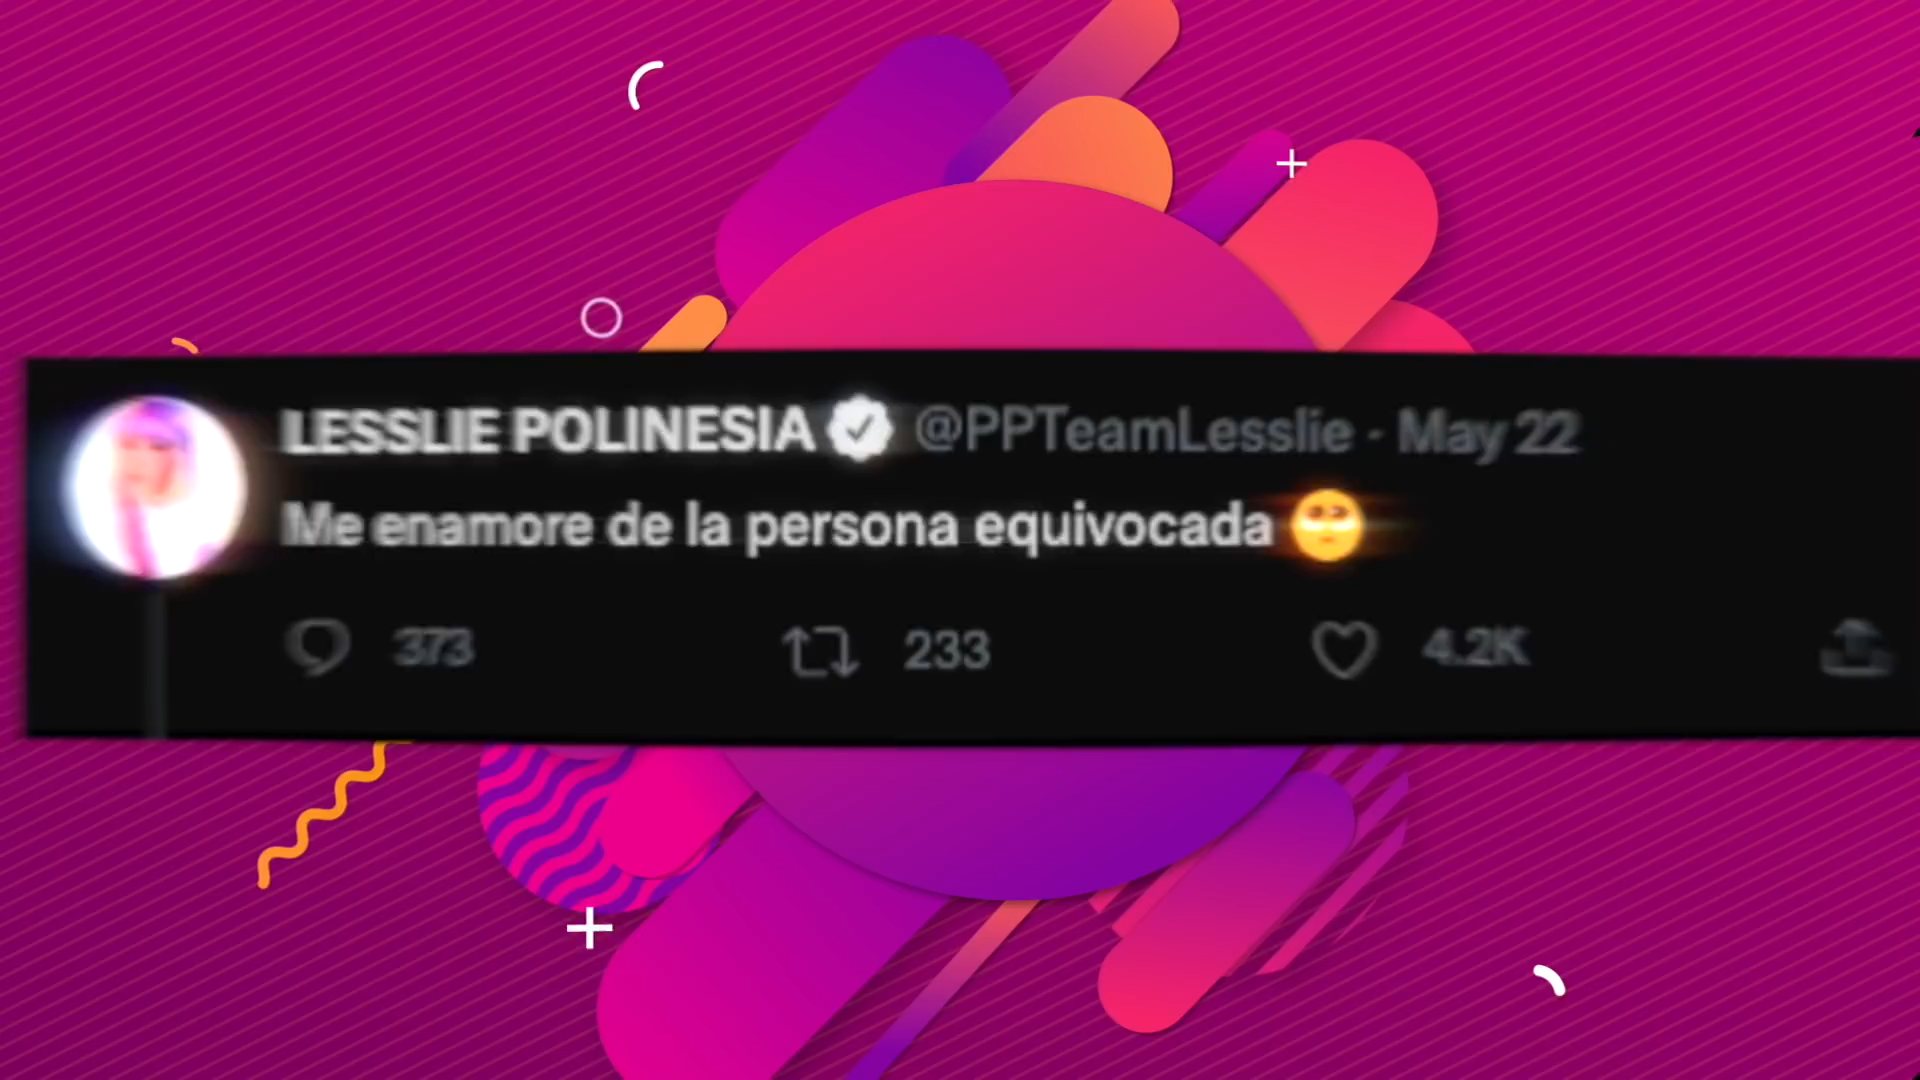 LESSLIE POLINESIA @PPTeamLesslie · May 22
Me enamore de la persona equivocada 🥺
373 233 4.2K